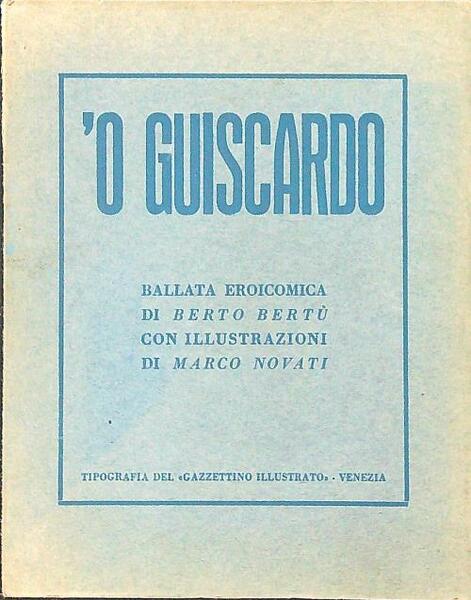 'O GUISCARDO
BALLATA EROICOMICA
DI BERTO BERTÙ
CON ILLUSTRAZIONI
DI MARCO NOVATI
TIPOGRAFIA DEL «GAZZETTINO ILLUSTRATO» - VENEZIA